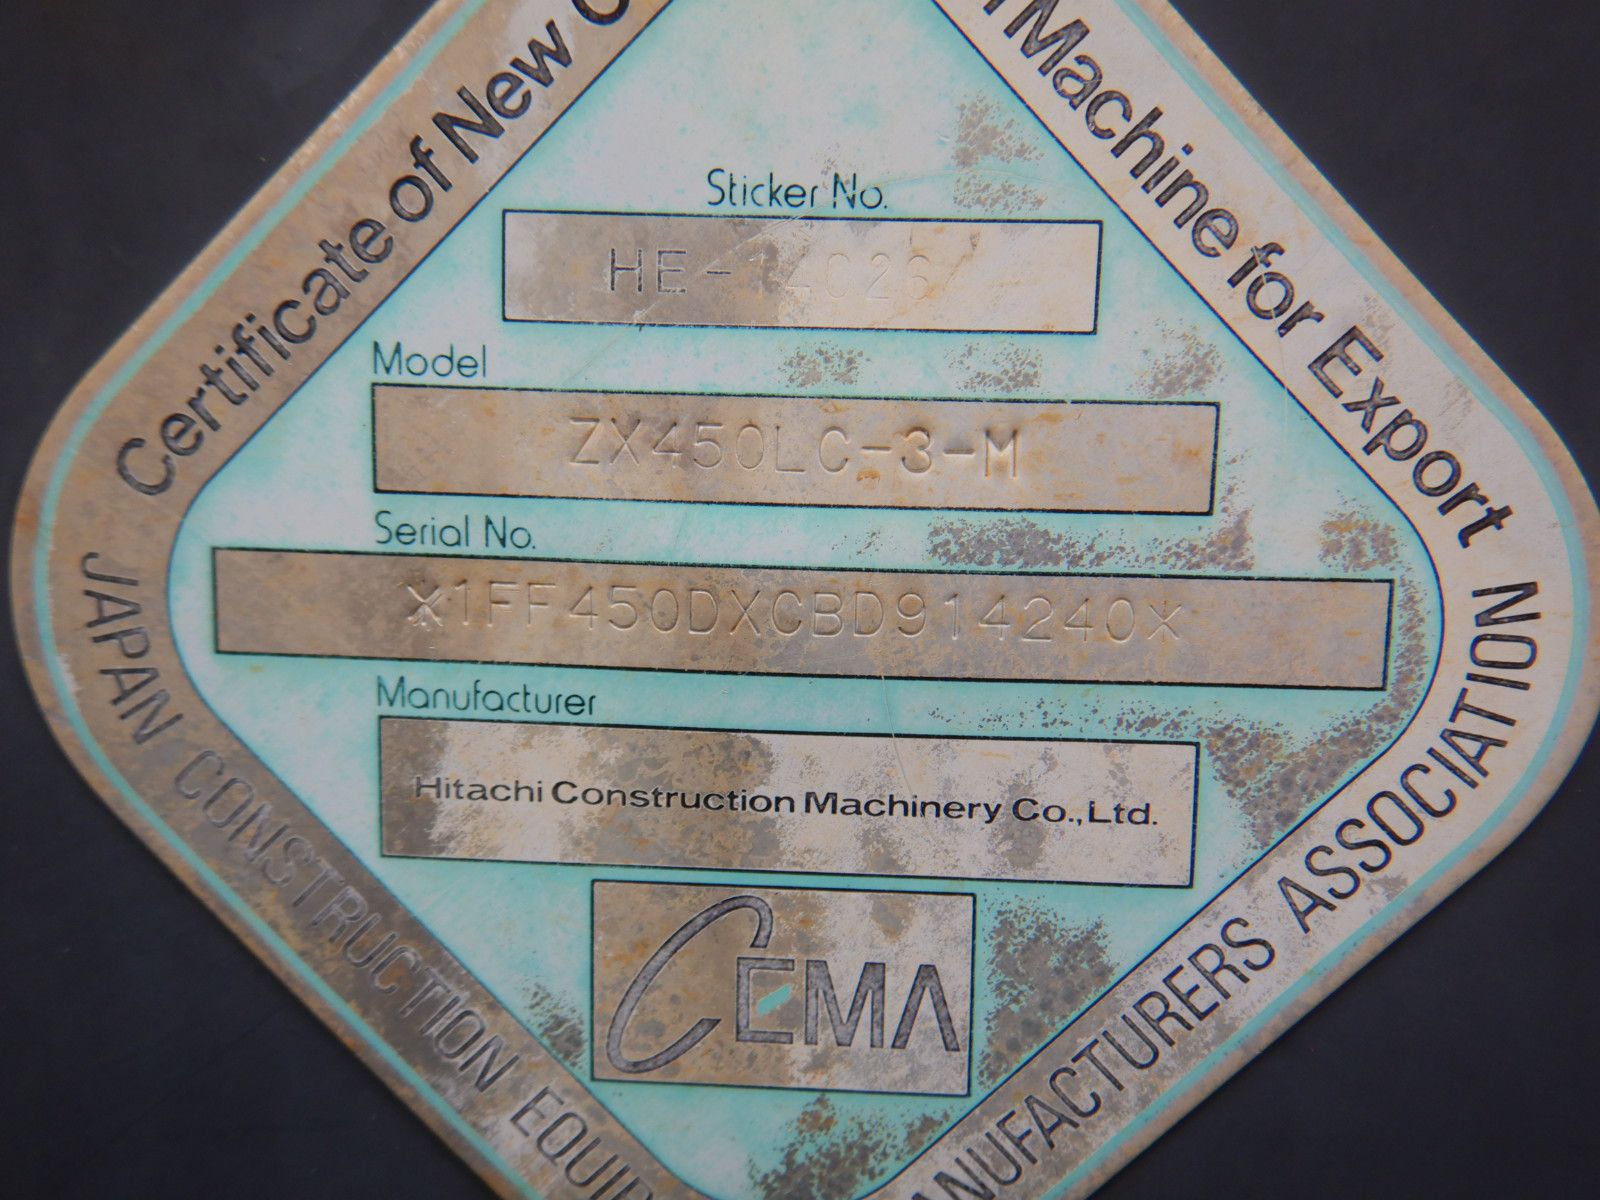 Certificate of New
Machine for Export
Sticker No.
Model
ZX450LC-3-M
Serial No.
*1FF450DXCBD914240*
Manufacturer
Hitachi Construction Machinery Co.,Ltd.
CEMA
JAPAN CONSTRUCTION
ASSOCIATION